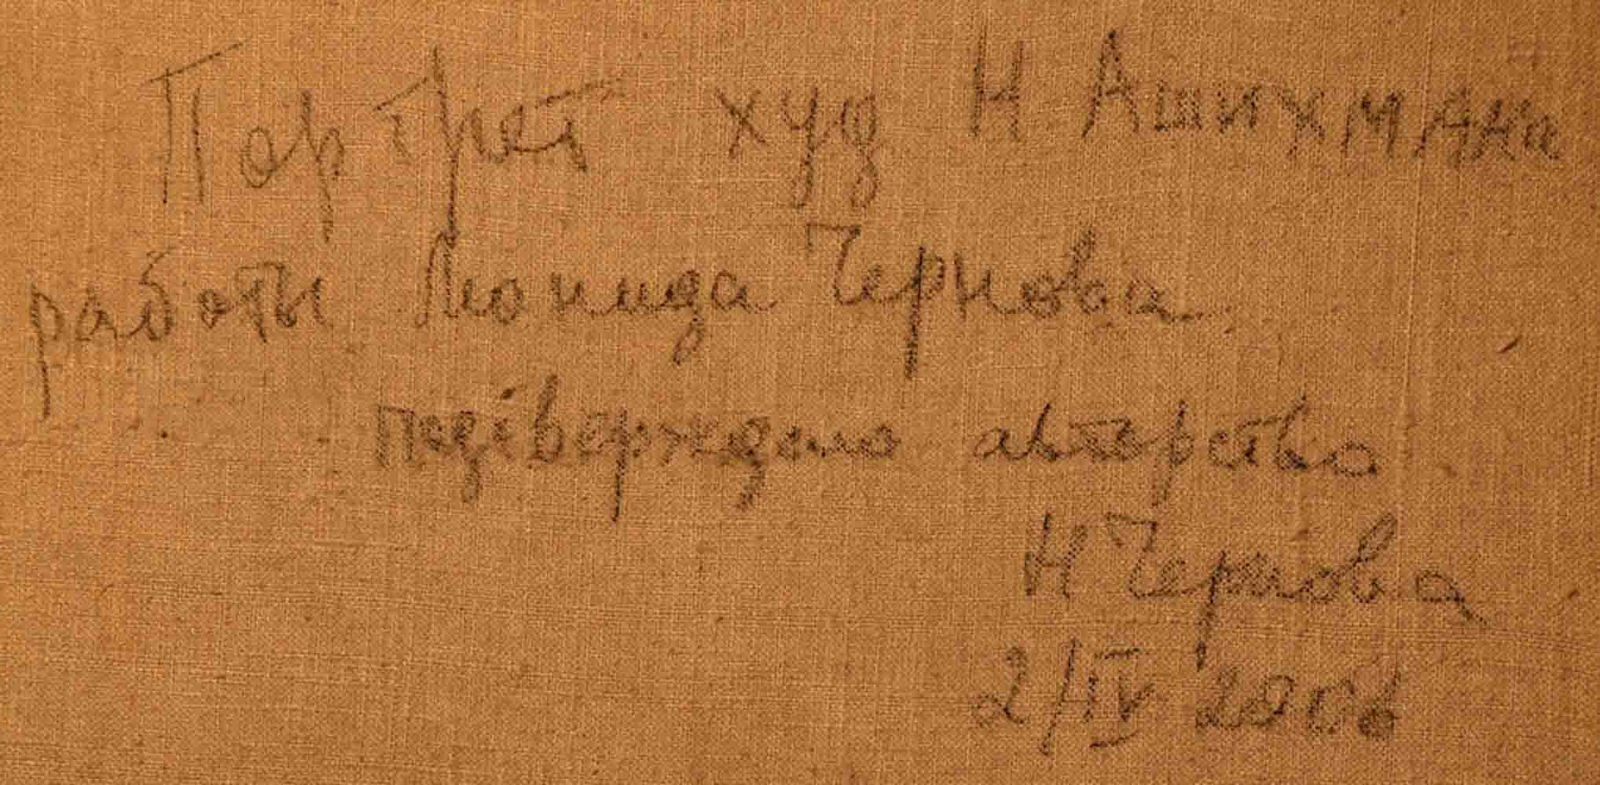 Портрет худ Н Ашихмана
работы Леонида Чернова
подтверждаю авторство
Н Чернова
2/IV 2006